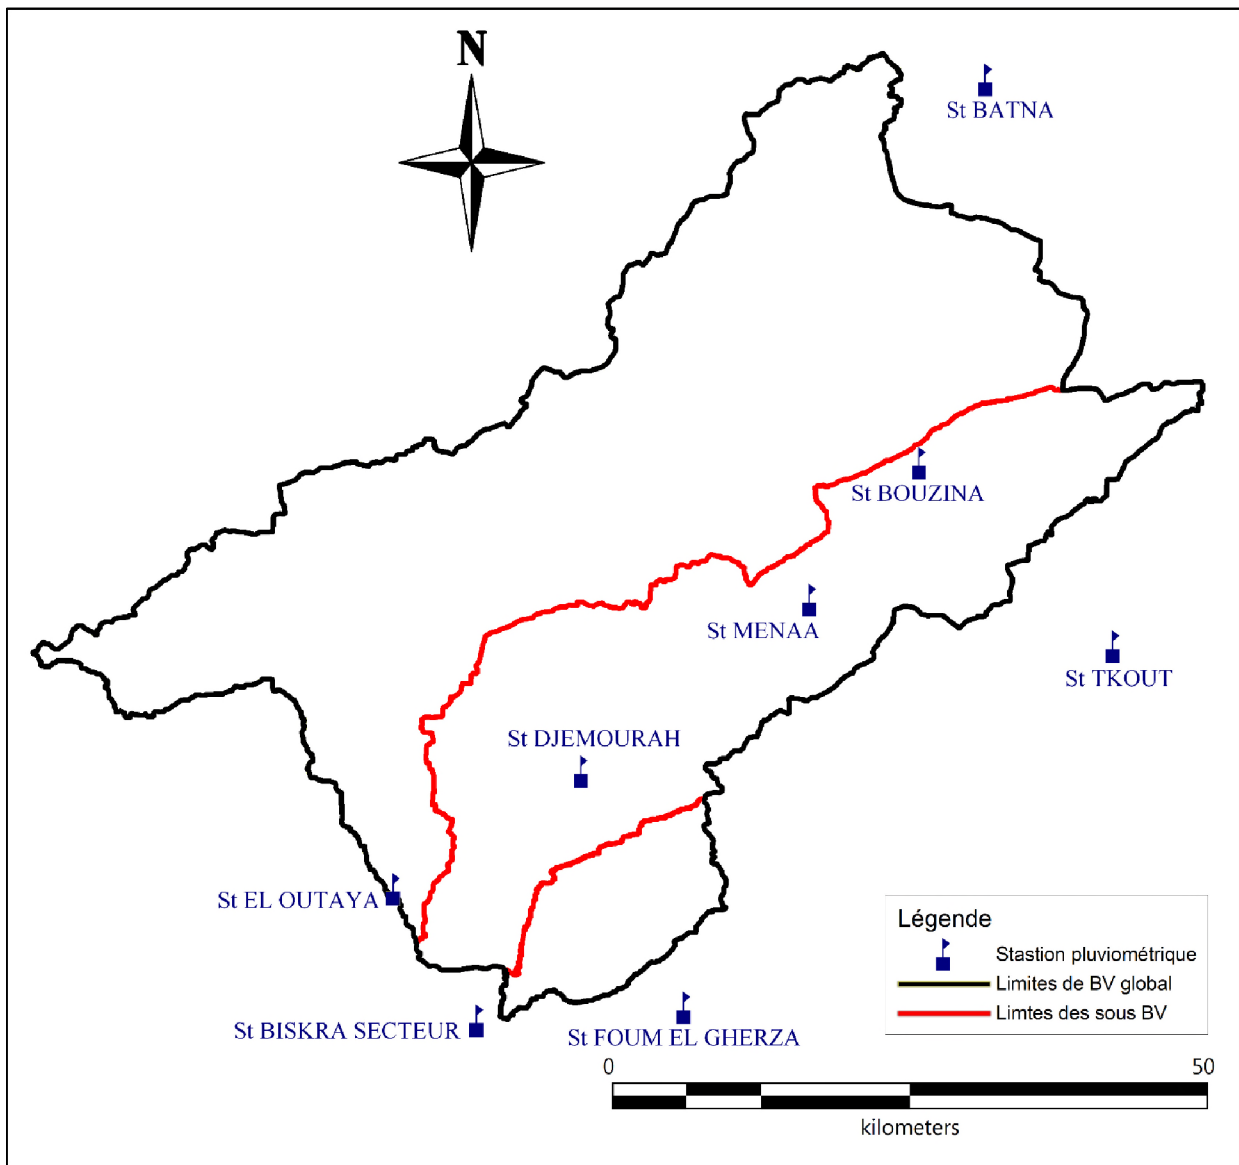 N
St BATNA
St BOUZINA
St MENAA
St TKOUT
St DJEMOURAH
St EL OUTAYA
St BISKRA SECTEUR
St FOUM EL GHERZA
Légende
Stastion pluviométrique
Limites de BV global
Limtes des sous BV
0 50
kilometers